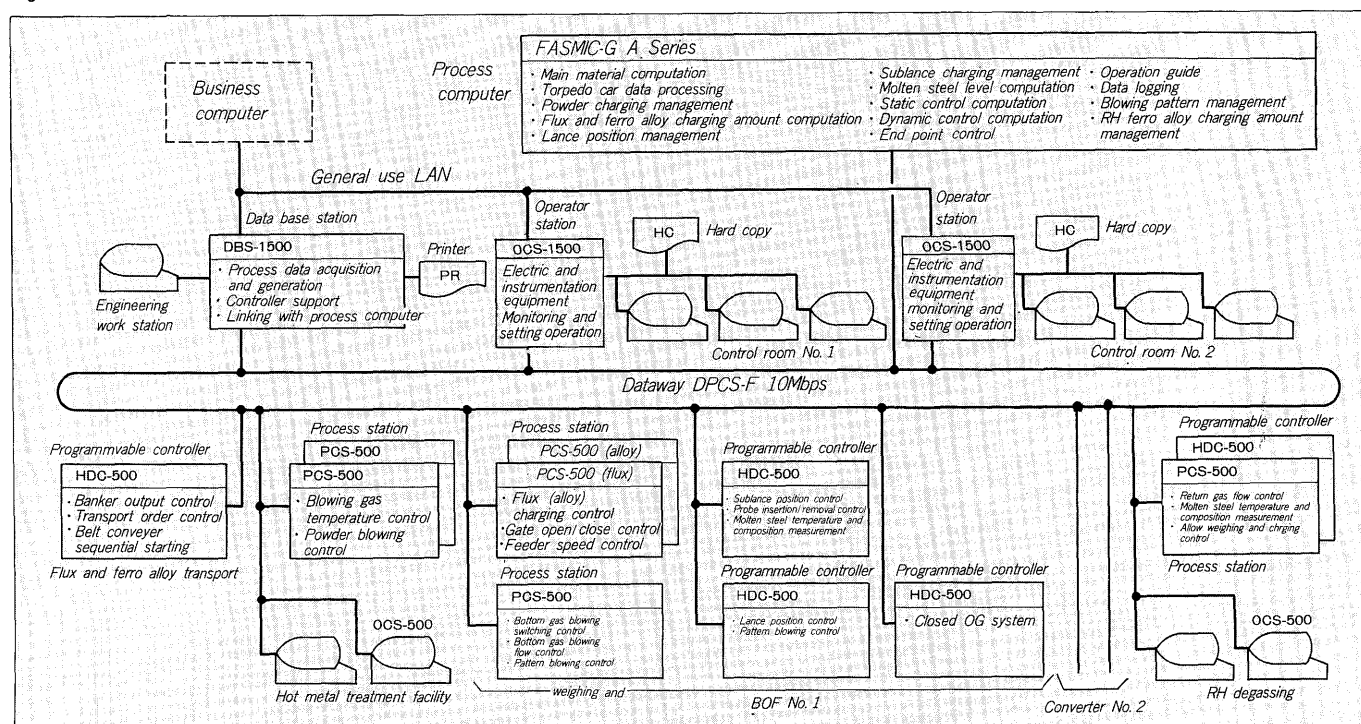 FASMIC-G A Series
Process
computer
· Main material computation
· Torpedo car data processing
· Powder charging management
· Flux and ferro alloy charging amount computation
· Lance position management
· Sublance charging management
· Molten steel level computation
· Static control computation
· Dynamic control computation
· End point control
· Operation guide
· Data logging
· Blowing pattern management
· RH ferro alloy charging amount
management
Business
computer
General use LAN
Data base station
DBS-1500
· Process data acquisition
and generation
· Controller support
· Linking with process computer
Engineering
work station
Printer
PR
Operator
station
OCS-1500
Electric and
instrumentation
equipment
Monitoring and
setting operation
HC
Hard copy
Control room No. 1
Operator
station
OCS-1500
Electric and
instrumentation
equipment
monitoring and
setting operation
HC
Hard copy
Control room No. 2
Dataway DPCS-F 10Mbps
Programmvable controller
HDC-500
· Banker output control
· Transport order control
· Belt conveyer
sequential starting
Flux and ferro alloy transport
Process station
PCS-500
PCS-500
· Blowing gas
temperature control
· Powder blowing
control
OCS-500
Hot metal treatment facility
Process station
PCS-500 (alloy)
PCS-500 (flux)
· Flux (alloy)
charging control
· Gate open/close control
· Feeder speed control
Process station
PCS-500
· Bottom gas blowing
switching control
· Bottom gas blowing
flow control
· Pattern blowing control
weighing and
Programmable controller
HDC-500
· Sublance position control
· Probe insertion/removal control
· Molten steel temperature and
composition measurement
Programmable controller
HDC-500
· Lance position control
· Pattern blowing control
Programmable controller
HDC-500
· Closed OG system
BOF No. 1
Converter No. 2
Programmable controller
HDC-500
PCS-500
· Return gas flow control
· Molten steel temperature and
composition measurement
· Allow weighing and chrging
control
Process station
OCS-500
RH degassing